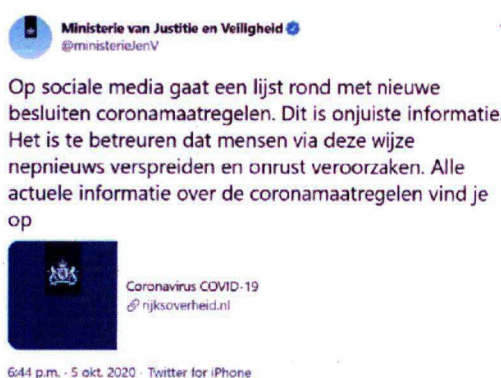 Ministerie van Justitie en Veiligheid
@ministerieJenV
Op sociale media gaat een lijst rond met nieuwe
besluiten coronamaatregelen. Dit is onjuiste informatie.
Het is te betreuren dat mensen via deze wijze
nepnieuws verspreiden en onrust veroorzaken. Alle
actuele informatie over de coronamaatregelen vind je
op
Coronavirus COVID-19
rijksoverheid.nl
6:44 p.m. · 5 okt. 2020 · Twitter for iPhone